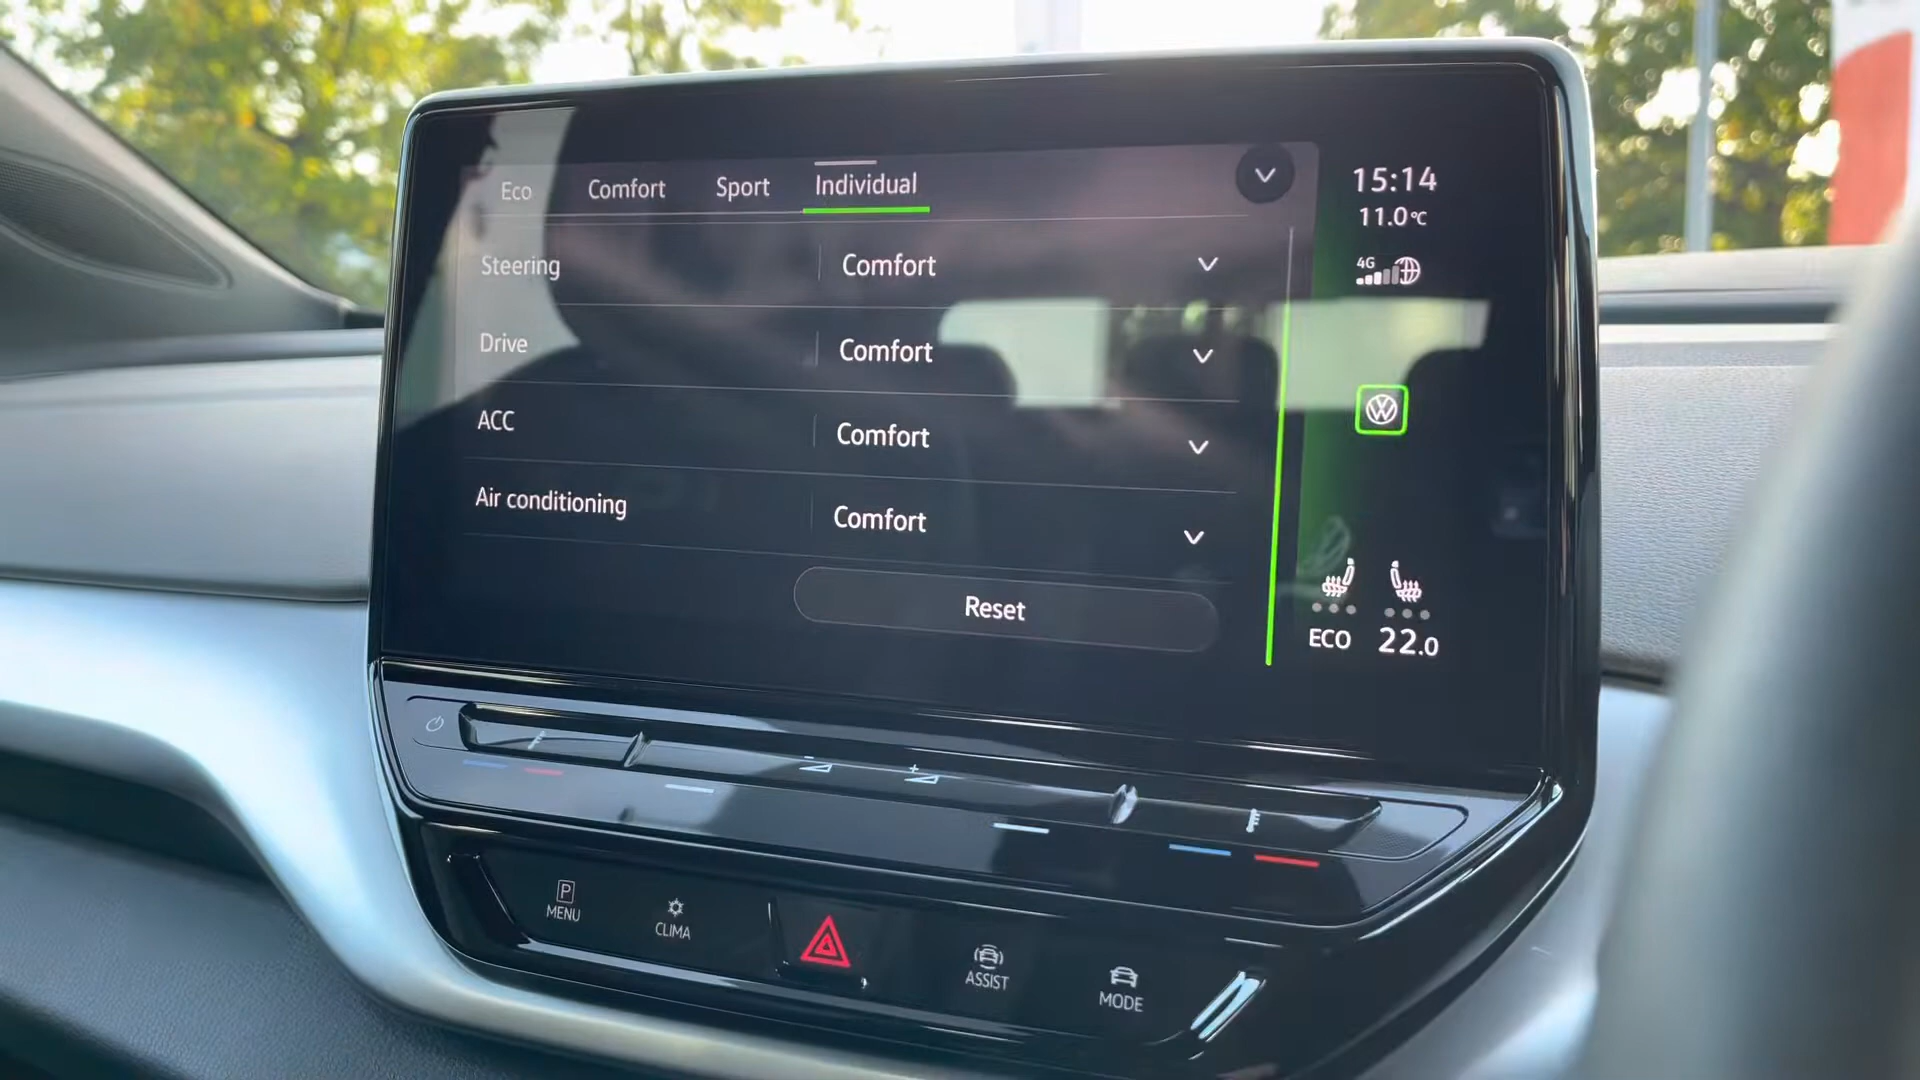 Eco Comfort Sport Individual
15:14
11.0°C
4G
Steering Comfort
Drive Comfort
ACC Comfort
Air conditioning Comfort
Reset
ECO 22.0
P
MENU
CLIMA
ASSIST
MODE